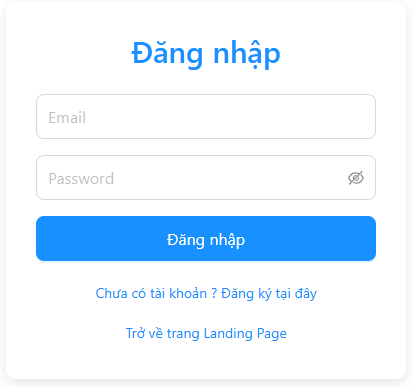 Đăng nhập
Email
Password
Đăng nhập
Chưa có tài khoản ? Đăng ký tại đây
Trở về trang Landing Page